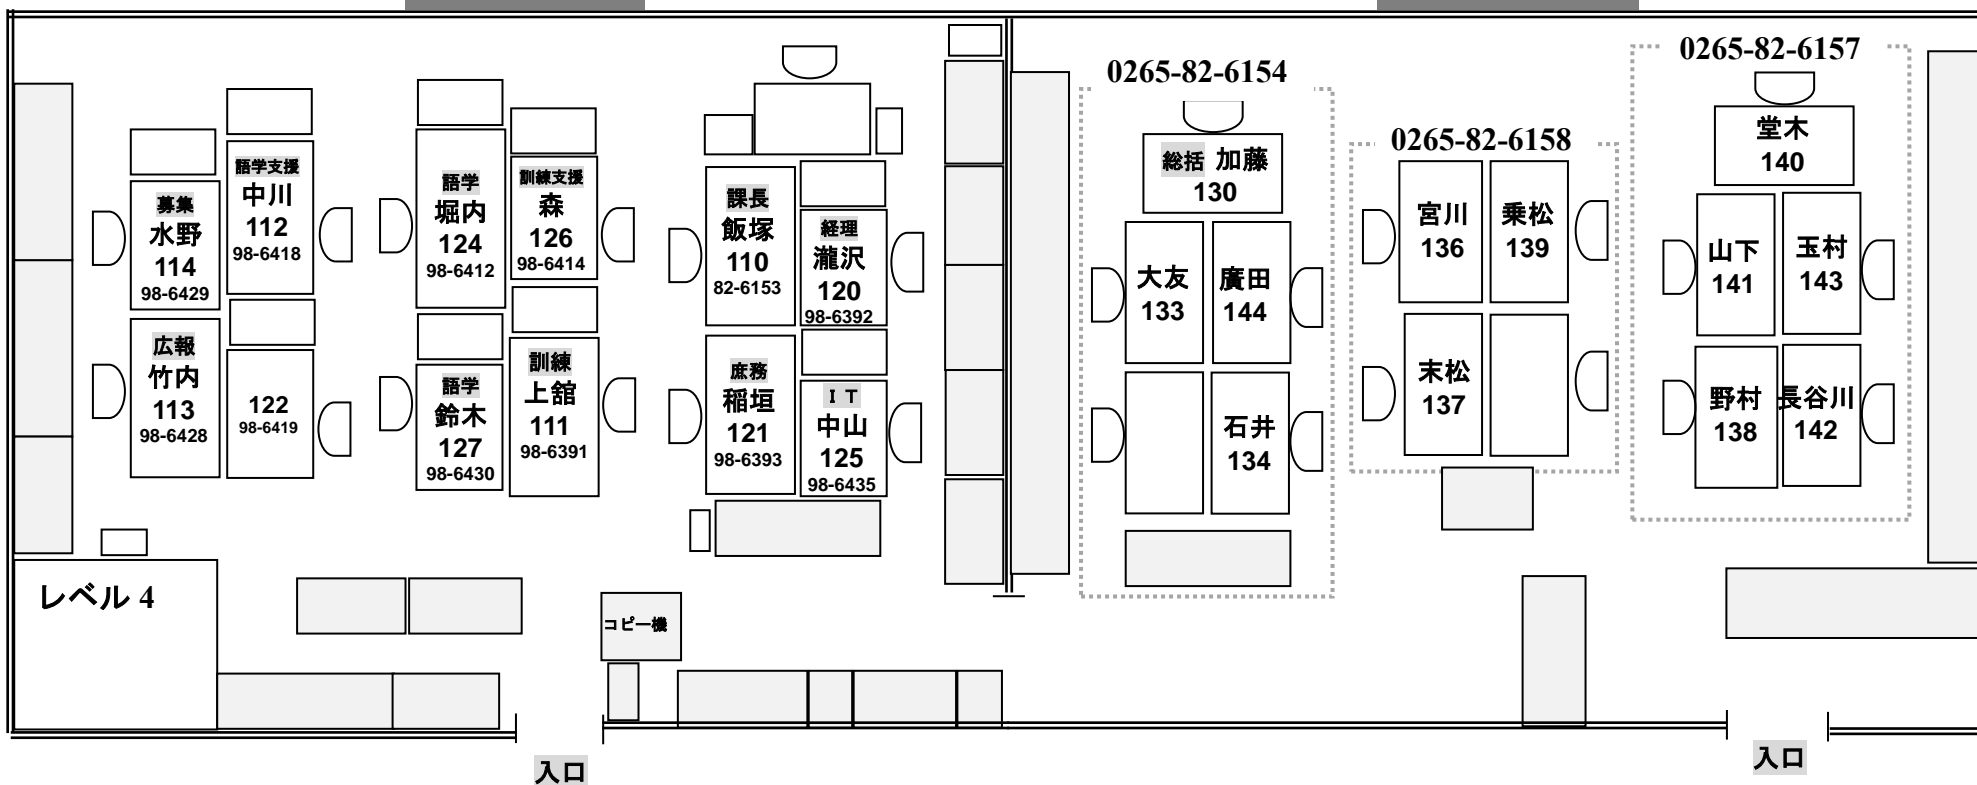 募集
水野
114
98-6429
語学支援
中川
112
98-6418
広報
竹内
113
98-6428
122
98-6419
語学
堀内
124
98-6412
訓練支援
森
126
98-6414
語学
鈴木
127
98-6430
訓練
上舘
111
98-6391
課長
飯塚
110
82-6153
経理
瀧沢
120
98-6392
庶務
稲垣
121
98-6393
ＩＴ
中山
125
98-6435
レベル 4
コピー機
入口
0265-82-6154
総括 加藤
130
大友
133
廣田
144
石井
134
0265-82-6158
宮川
136
乗松
139
末松
137
0265-82-6157
堂木
140
山下
141
玉村
143
野村
138
長谷川
142
入口